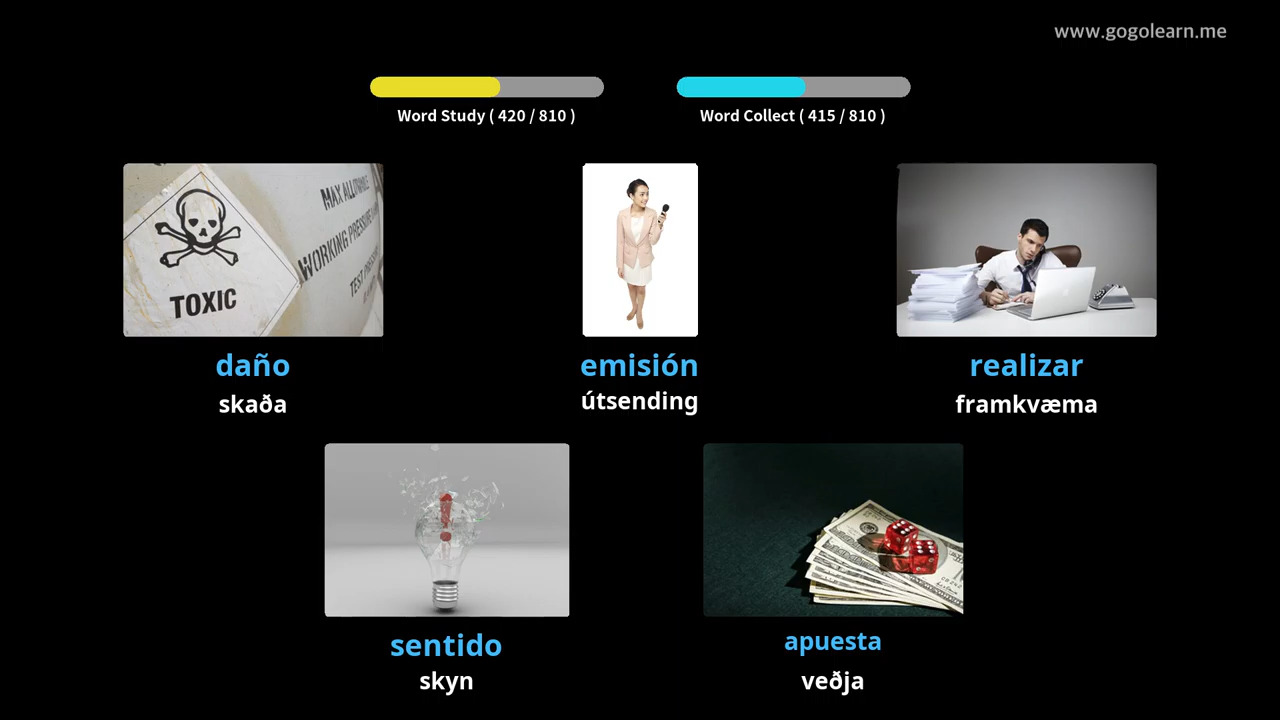 www.gogolearn.me
Word Study ( 420 / 810 )
Word Collect ( 415 / 810 )
MAX ALLOWABLE
WORKING PRESSURE
TEST
TOXIC
daño
emisión
realizar
skaða
útsending
framkvæma
sentido
apuesta
skyn
veðja